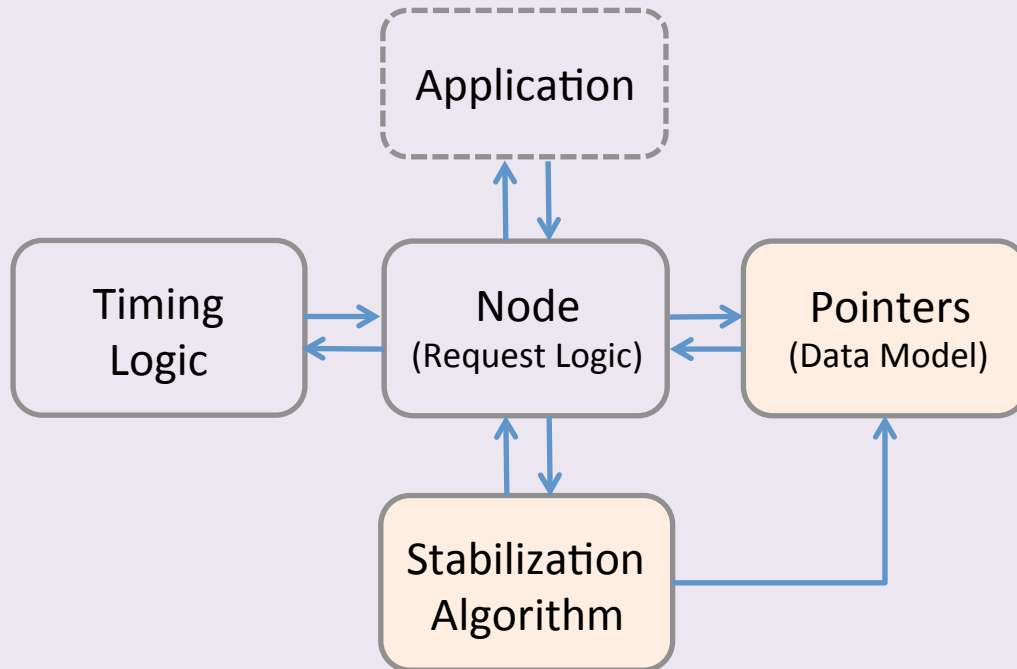 Application
Timing
Logic
Node
(Request Logic)
Pointers
(Data Model)
Stabilization
Algorithm